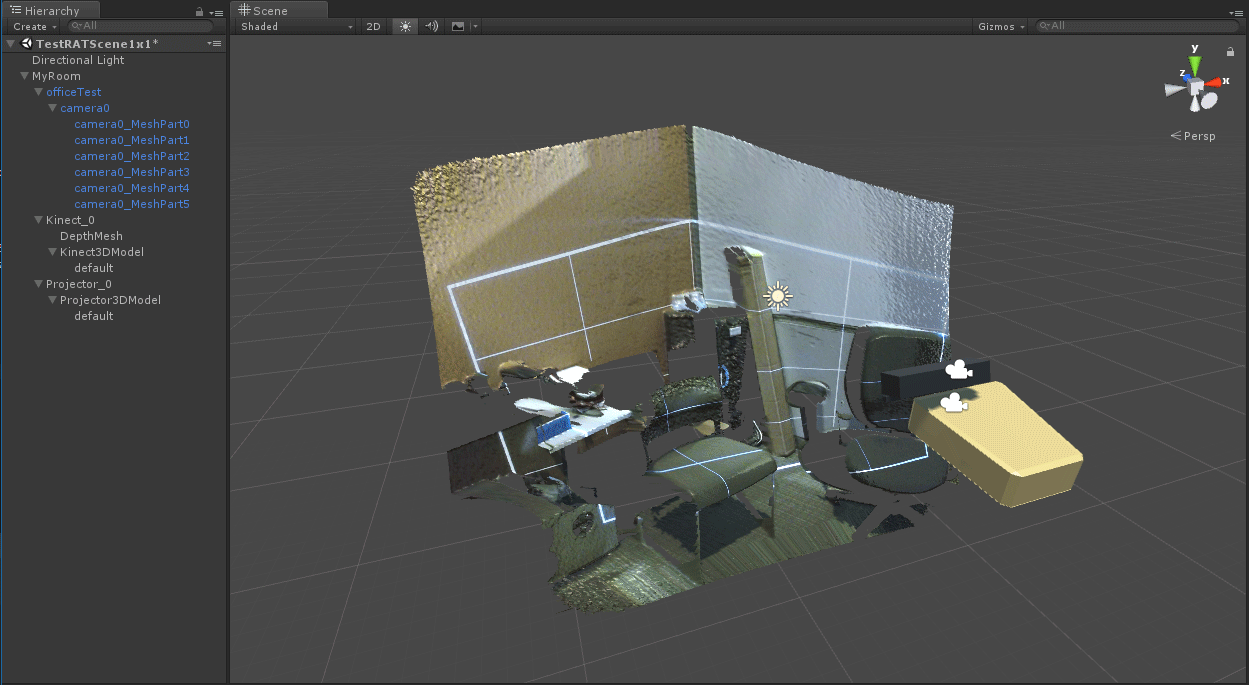 Hierarchy
Create
All
TestRATScene1x1*
Directional Light
MyRoom
officeTest
camera0
camera0_MeshPart0
camera0_MeshPart1
camera0_MeshPart2
camera0_MeshPart3
camera0_MeshPart4
camera0_MeshPart5
Kinect_0
DepthMesh
Kinect3DModel
default
Projector_0
Projector3DModel
default
Scene
Shaded 2D Gizmos All
y
z x
Persp